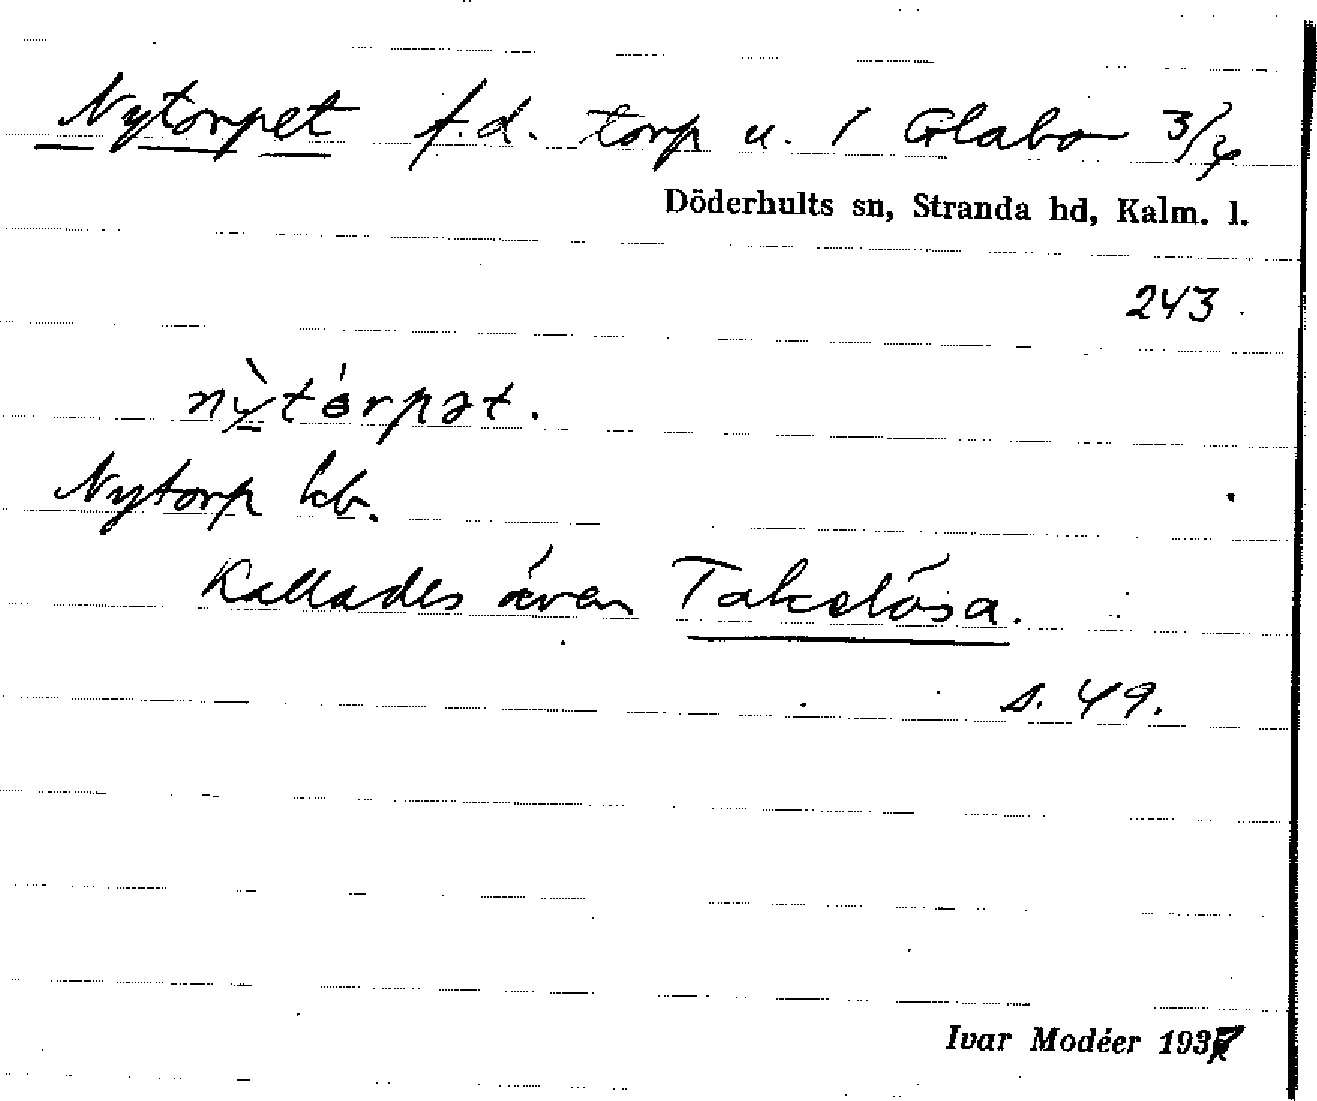 Nytorpet f.d. torp u. 1 Glabo 3/4
Döderhults sn, Stranda hd, Kalm. l.
243
nỳtórpət.
Nytorp kb.
Kallades även Takelösa.
s. 49.
Ivar Modéer 1937